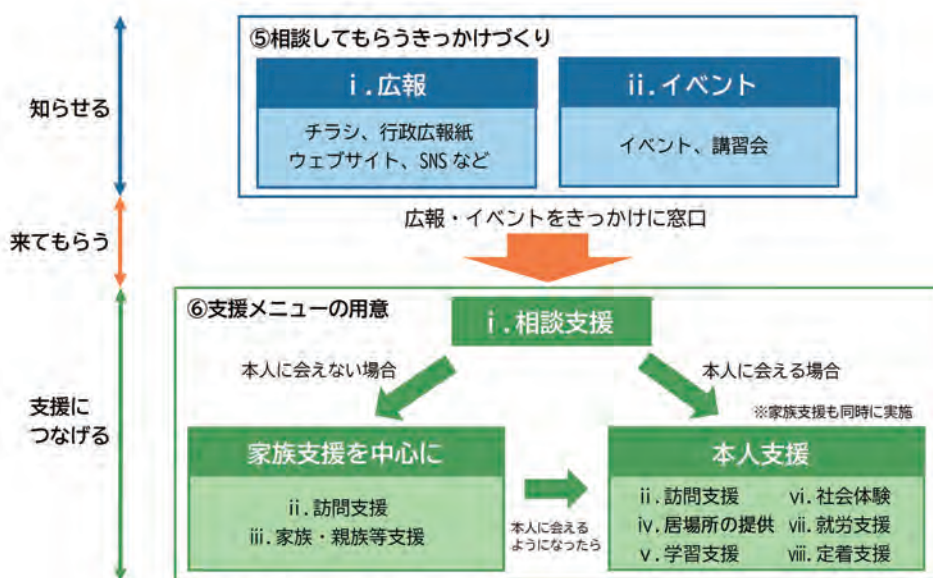 知らせる
⑤相談してもらうきっかけづくり
ⅰ.広報
チラシ、行政広報紙
ウェブサイト、SNSなど
ⅱ.イベント
イベント、講習会
来てもらう
広報・イベントをきっかけに窓口
支援に
つなげる
⑥支援メニューの用意
ⅰ.相談支援
本人に会えない場合
本人に会える場合
※家族支援も同時に実施
家族支援を中心に
ⅱ.訪問支援
ⅲ.家族・親族等支援
本人に会える
ようになったら
本人支援
ⅱ.訪問支援 ⅵ.社会体験
ⅳ.居場所の提供 ⅶ.就労支援
ⅴ.学習支援 ⅷ.定着支援